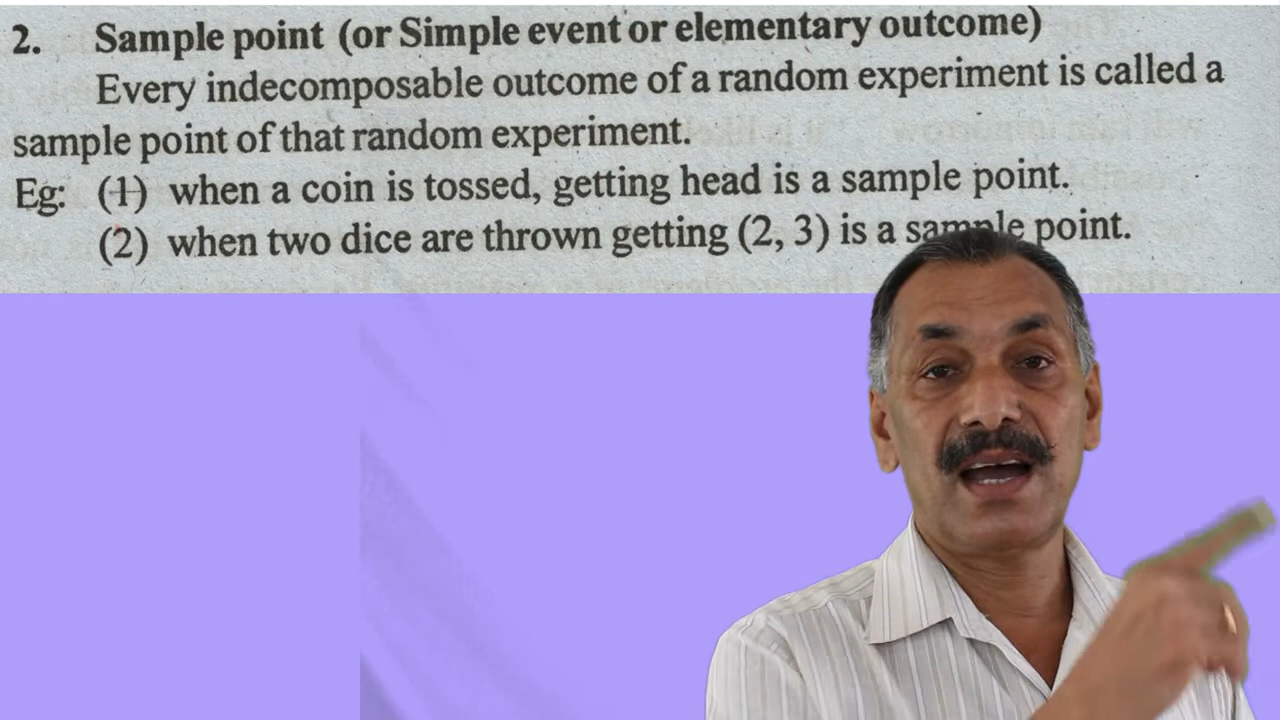 2. Sample point (or Simple event or elementary outcome)
Every indecomposable outcome of a random experiment is called a
sample point of that random experiment.
Eg: (1) when a coin is tossed, getting head is a sample point.
(2) when two dice are thrown getting (2, 3) is a sample point.